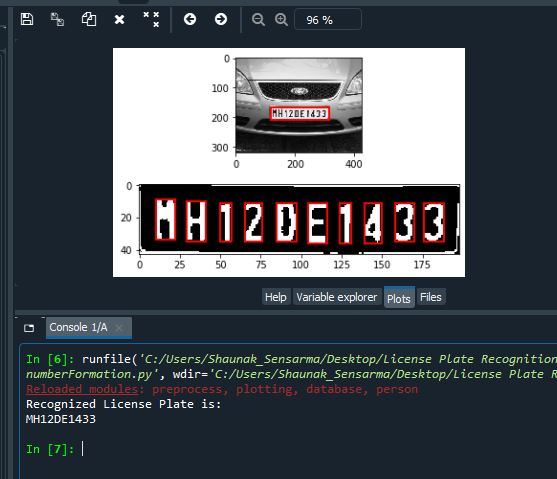 96 %
0
100
200
300
0
200
400
MH12DE1433
0
20
40
MH12DE1433
0 25 50 75 100 125 150 175
Help Variable explorer Plots Files
Console 1/A
In [6]: runfile('C:/Users/Shaunak_Sensarma/Desktop/License Plate Recognition
numberFormation.py', wdir='C:/Users/Shaunak_Sensarma/Desktop/License Plate R
Reloaded modules: preprocess, plotting, database, person
Recognized License Plate is:
MH12DE1433
In [7]: